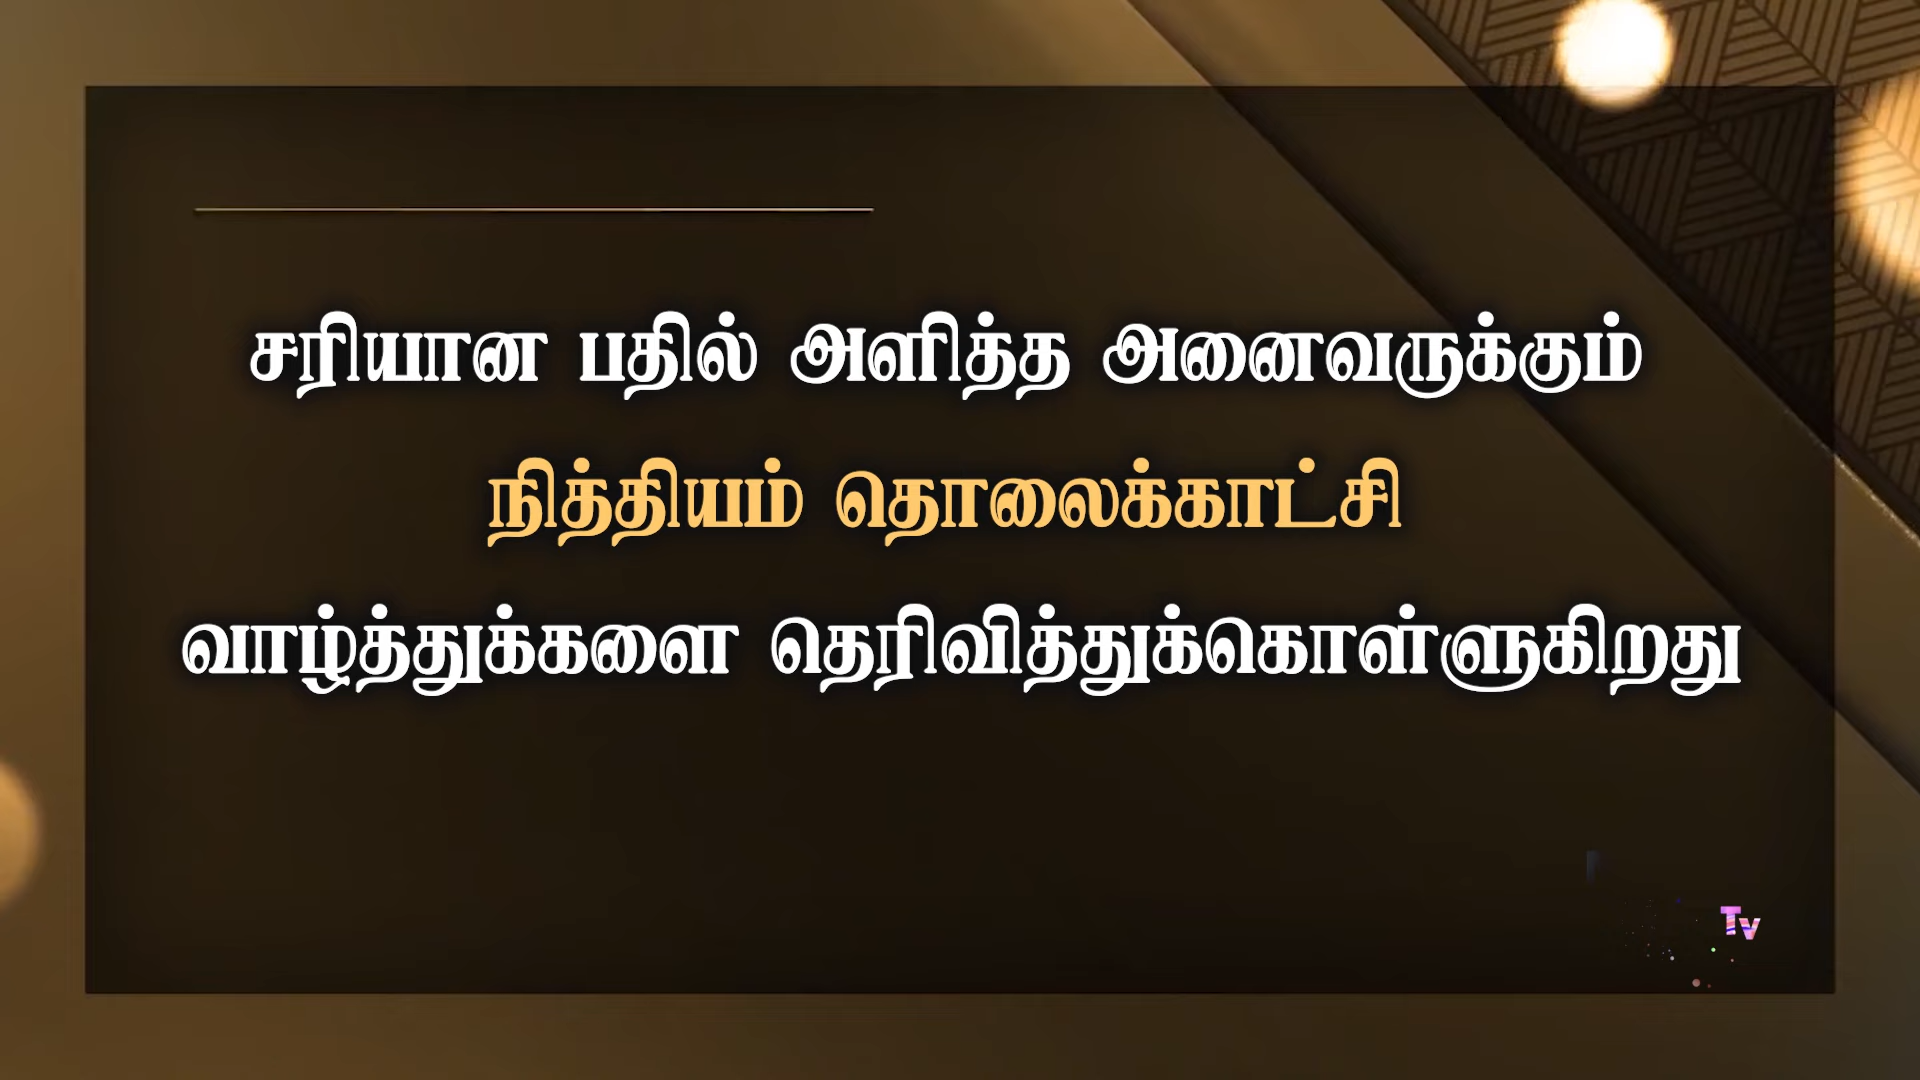 சரியான பதில் அளித்த அனைவருக்கும்
நித்தியம் தொலைக்காட்சி
வாழ்த்துக்களை தெரிவித்துக்கொள்ளுகிறது
Tv